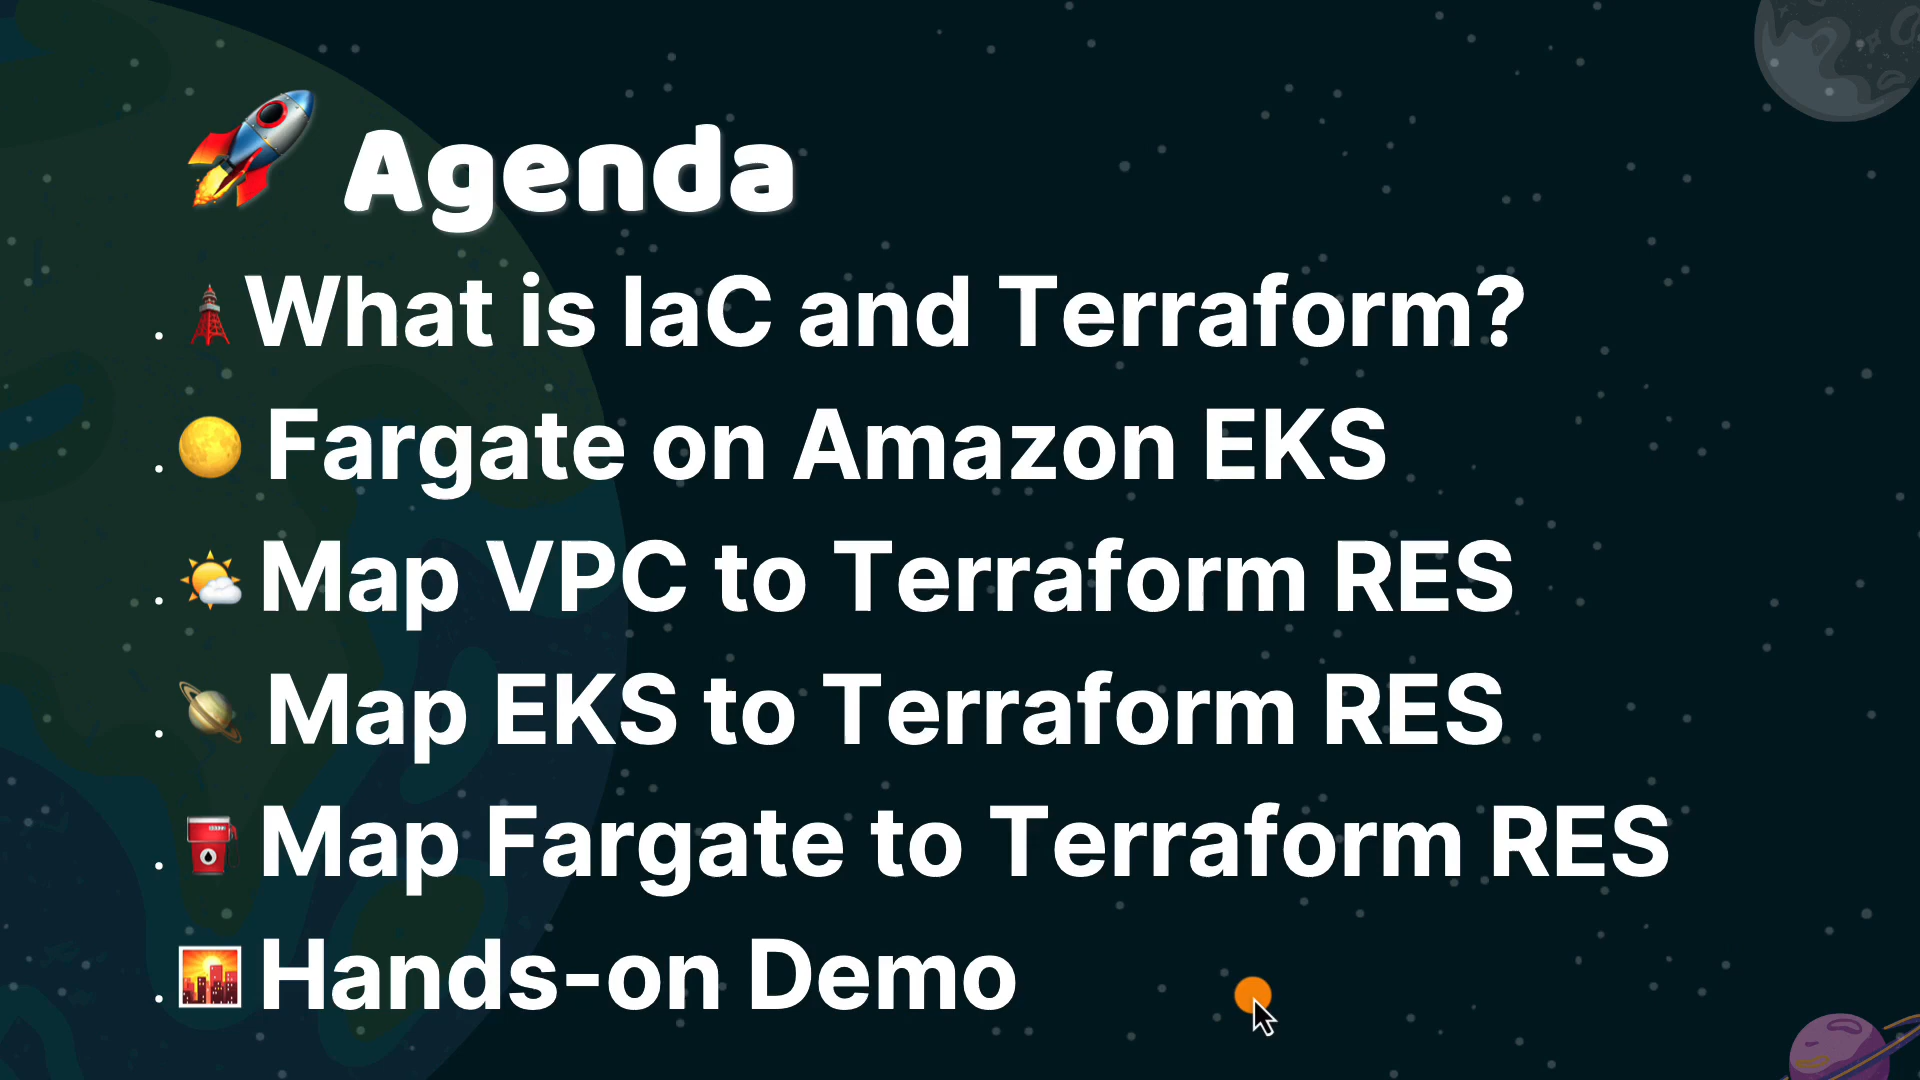 Agenda
What is IaC and Terraform?
Fargate on Amazon EKS
Map VPC to Terraform RES
Map EKS to Terraform RES
Map Fargate to Terraform RES
Hands-on Demo